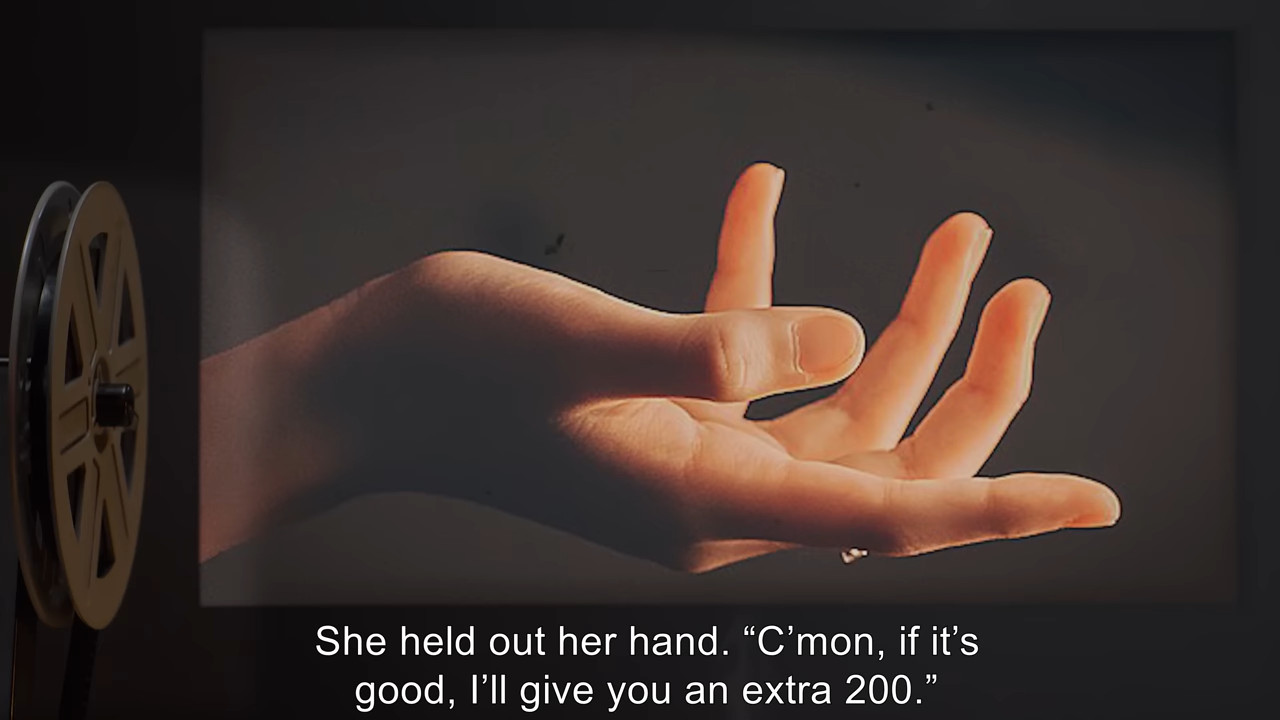 She held out her hand. “C’mon, if it’s
good, I’ll give you an extra 200.”